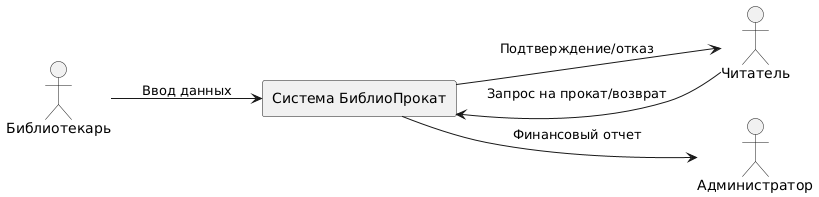 Подтверждение/отказ
Читатель
Ввод данных
Система БиблиоПрокат
Запрос на прокат/возврат
Библиотекарь
Финансовый отчет
Администратор